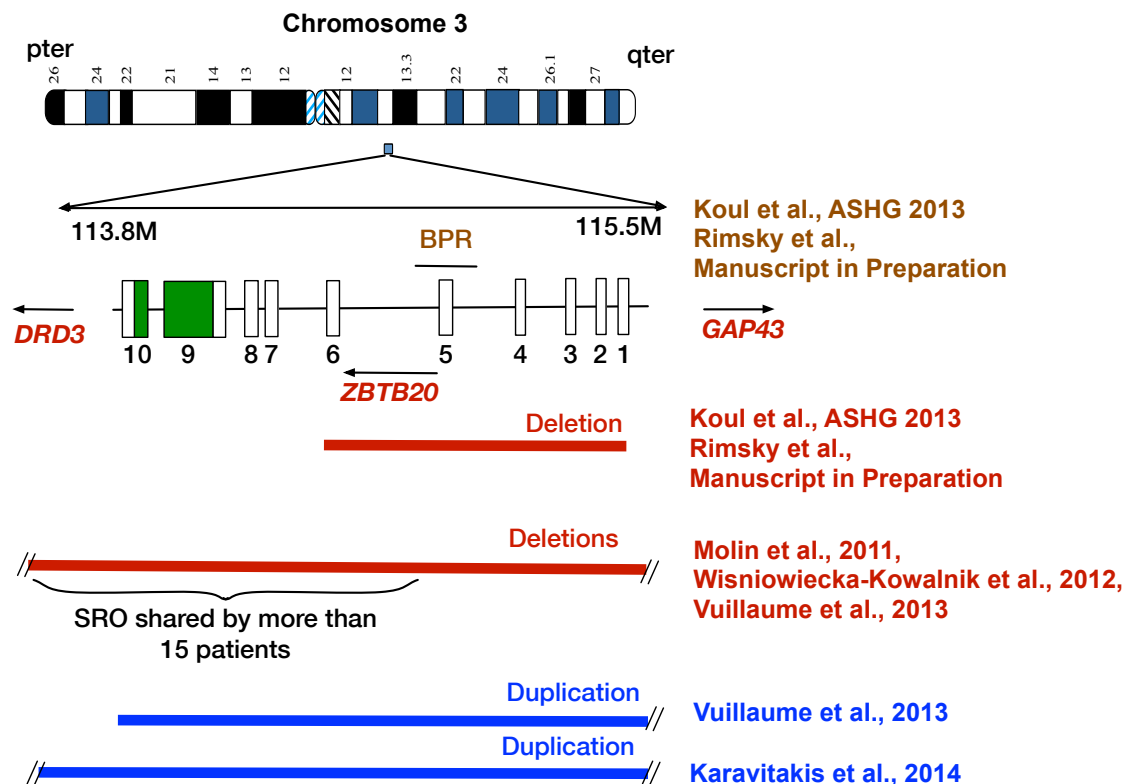 Chromosome 3
pter
qter
26 24 22 21 14 13 12 12 13.3 22 24 26.1 27
113.8M
115.5M
Koul et al., ASHG 2013
Rimsky et al.,
Manuscript in Preparation
BPR
DRD3
GAP43
10 9 8 7 6 5 4 3 2 1
ZBTB20
Deletion
Koul et al., ASHG 2013
Rimsky et al.,
Manuscript in Preparation
Deletions
Molin et al., 2011,
Wisniowiecka-Kowalnik et al., 2012,
Vuillaume et al., 2013
SRO shared by more than
15 patients
Duplication
Vuillaume et al., 2013
Duplication
Karavitakis et al., 2014